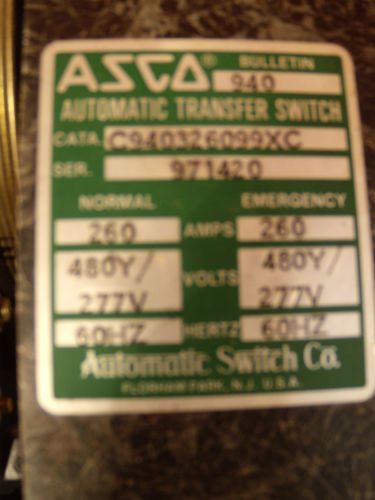 ASCO® BULLETIN
940
AUTOMATIC TRANSFER SWITCH
CATA. C940326099XC
SER. 971420
NORMAL EMERGENCY
260 AMPS 260
480Y/ 277V VOLTS 480Y/ 277V
60HZ HERTZ 60HZ
Automatic Switch Co.
FLORHAM PARK, N.J. U.S.A.